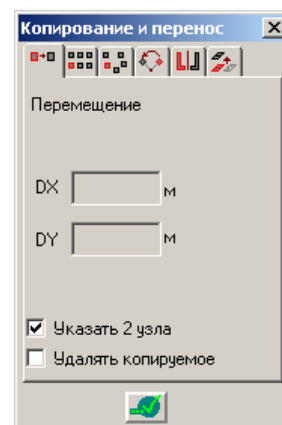 Копирование и перенос
Перемещение
DX м
DY м
Указать 2 узла
Удалять копируемое